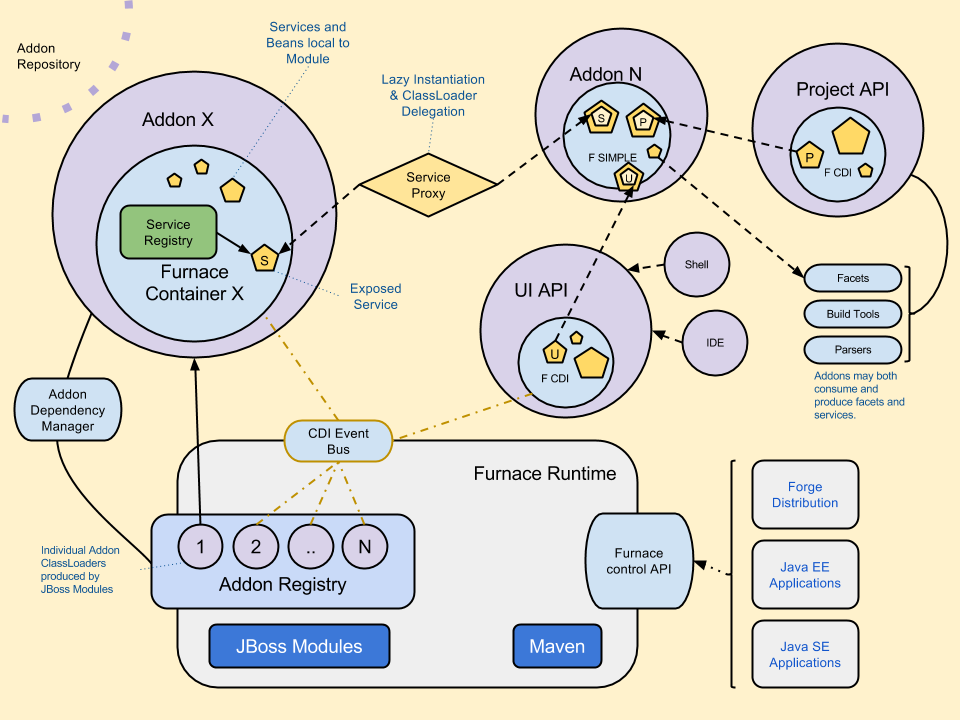 Addon
Repository
Services and
Beans local to
Module
Addon X
Lazy Instantiation
& ClassLoader
Delegation
Service
Proxy
Service
Registry
S
Furnace
Container X
Exposed
Service
Addon N
S
P
F SIMPLE
U
Project API
P
F CDI
UI API
U
F CDI
Shell
IDE
Facets
Build Tools
Parsers
Addons may both
consume and
produce facets and
services.
Addon
Dependency
Manager
CDI Event
Bus
Furnace Runtime
1
2
..
N
Addon Registry
Individual Addon
ClassLoaders
produced by
JBoss Modules
JBoss Modules
Maven
Furnace
control API
Forge
Distribution
Java EE
Applications
Java SE
Applications